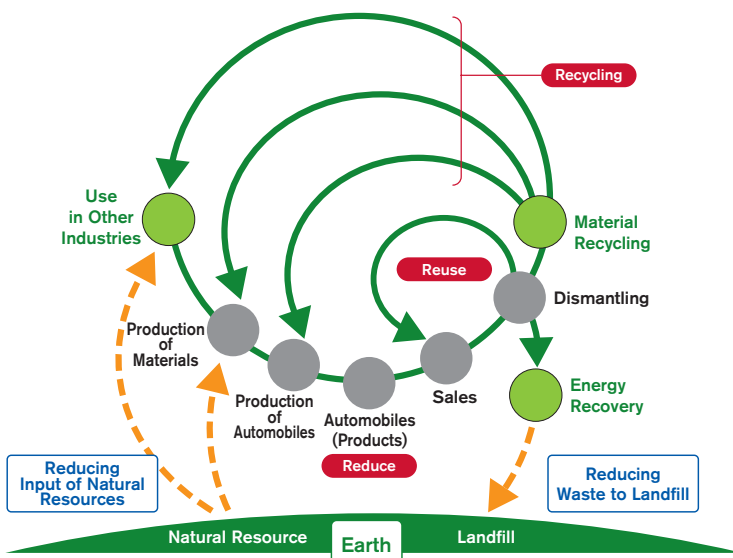 Recycling
Use
in Other
Industries
Material
Recycling
Reuse
Dismantling
Production
of
Materials
Production
of
Automobiles
Automobiles
(Products)
Reduce
Sales
Energy
Recovery
Reducing
Input of Natural
Resources
Reducing
Waste to Landfill
Natural Resource
Earth
Landfill